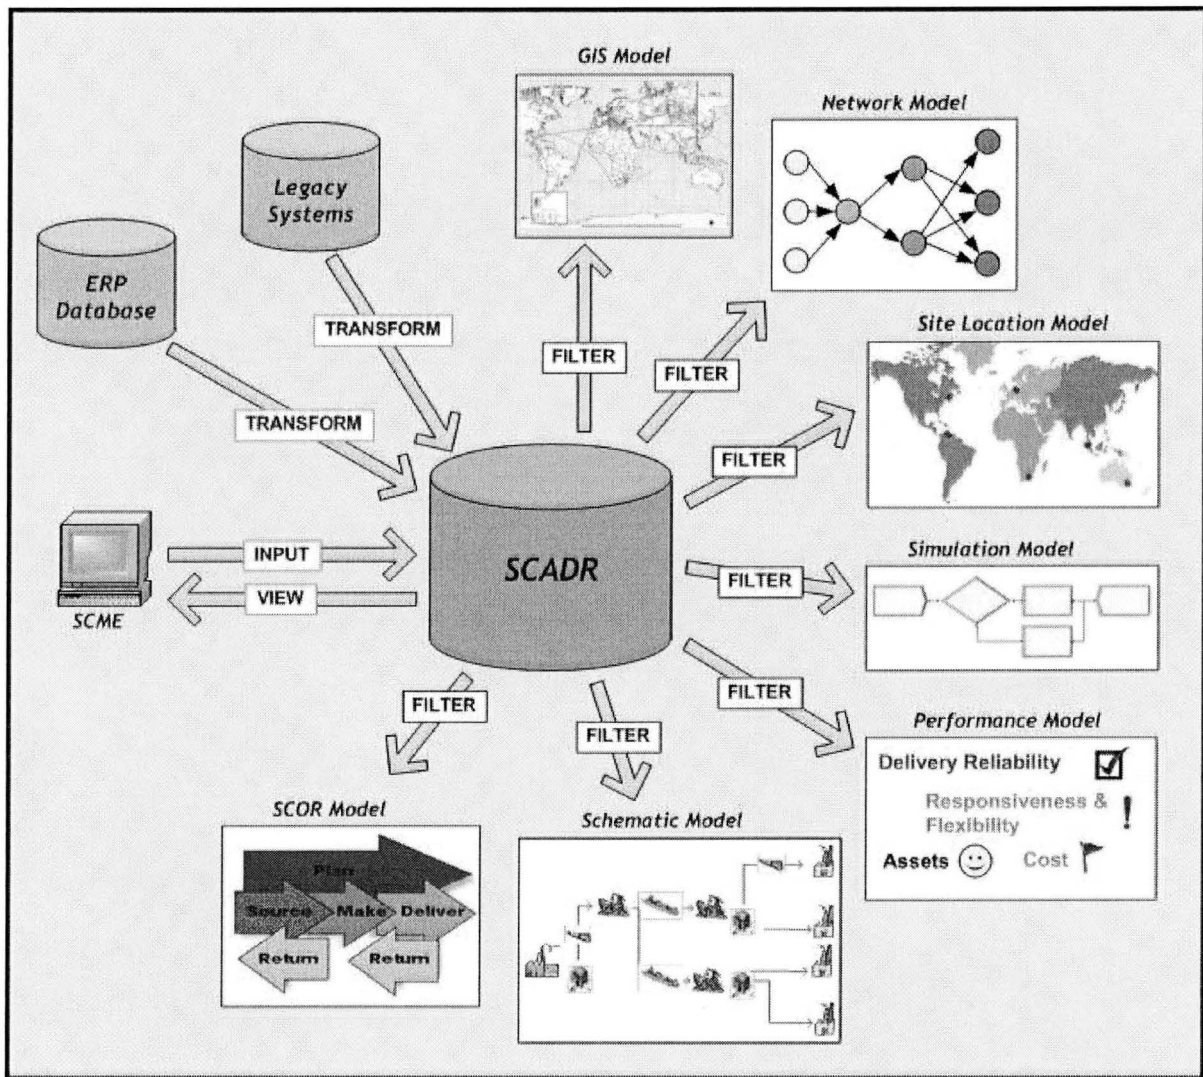 GIS Model
Network Model
Legacy
Systems
ERP
Database
Site Location Model
TRANSFORM
FILTER
FILTER
TRANSFORM
FILTER
SCADR
Simulation Model
INPUT
FILTER
VIEW
SCME
FILTER
FILTER
FILTER
Performance Model
Delivery Reliability
Responsiveness &
Flexibility
!
Assets
Cost
SCOR Model
Plan
Source
Make
Deliver
Return
Return
Schematic Model